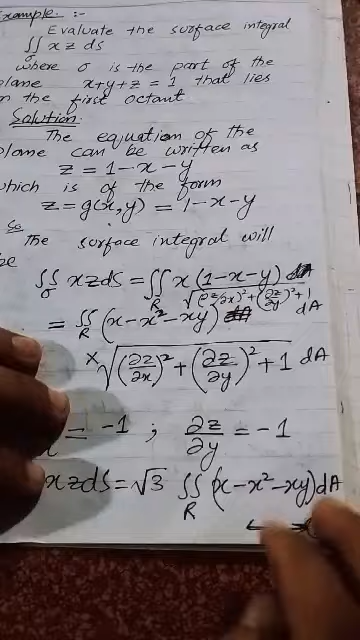 Example :-
Evaluate the surface integral
∬σ xz ds
where σ is the part of the
plane x+y+z=1 that lies
in the first octant.
Solution:
The equation of the
plane can be written as
z = 1-x-y
which is of the form
z = g(x,y) = 1-x-y
So
The surface integral will
be
∬σ xzds = ∬R x(1-x-y) √(∂z/∂x)²+(∂z/∂y)²+1 dA
= ∬R (x-x²-xy)
x √(∂z/∂x)²+(∂z/∂y)²+1 dA
= -1 ; ∂z/∂y = -1
xzds = √3 ∬R (x-x²-xy)dA